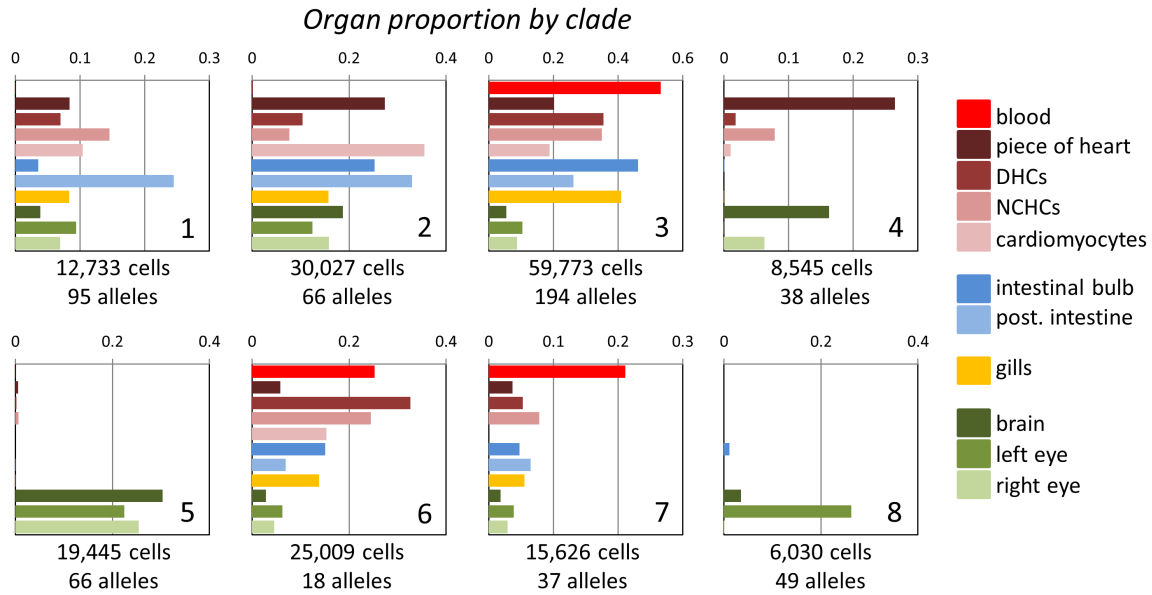 Organ proportion by clade
0 0.1 0.2 0.3
0 0.2 0.4
0 0.2 0.4 0.6
0 0.1 0.2 0.3
1
2
3
4
12,733 cells
95 alleles
30,027 cells
66 alleles
59,773 cells
194 alleles
8,545 cells
38 alleles
0 0.2 0.4
0 0.2 0.4
0 0.1 0.2 0.3
0 0.2 0.4
5
6
7
8
19,445 cells
66 alleles
25,009 cells
18 alleles
15,626 cells
37 alleles
6,030 cells
49 alleles
blood
piece of heart
DHCs
NCHCs
cardiomyocytes
intestinal bulb
post. intestine
gills
brain
left eye
right eye